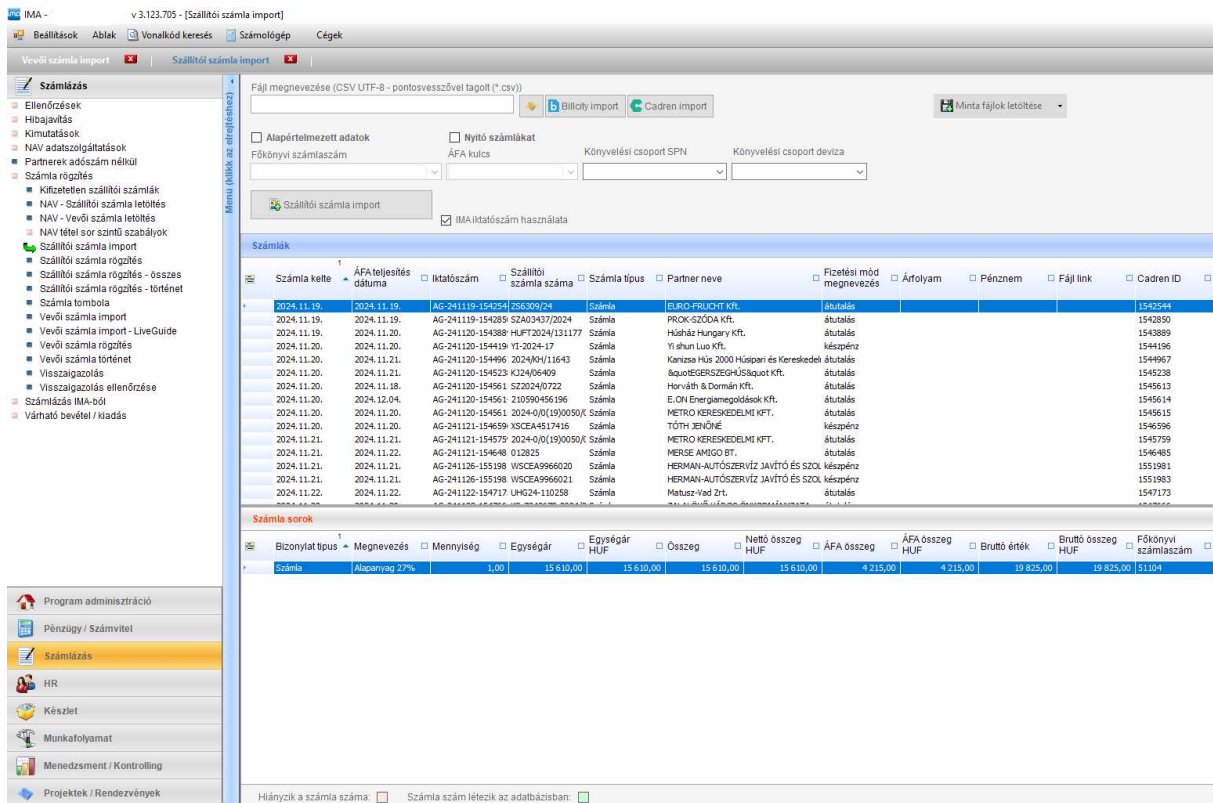 IMA - v 3.123.705 - [Szállítói számla import]
Beállítások Ablak Vonalkód keresés Számológép Cégek
Vevői számla import Szállítói számla import
Számlázás
Ellenőrzések
Hibajavítás
Kimutatások
NAV adatszolgáltatások
Partnerek adószám nélkül
Számla rögzítés
Kifizetetlen szállítói számlák
NAV - Szállítói számla letöltés
NAV - Vevői számla letöltés
NAV tétel sor szintű szabályok
Szállítói számla import
Szállítói számla rögzítés
Szállítói számla rögzítés - összes
Szállítói számla rögzítés - történet
Számla tombola
Vevői számla import
Vevői számla import - LiveGuide
Vevői számla rögzítés
Vevői számla történet
Visszaigazolás
Visszaigazolás ellenőrzése
Számlázás IMA-ból
Várható bevétel / kiadás
Program adminisztráció
Pénzügy / Számvitel
Számlázás
HR
Készlet
Munkafolyamat
Menedzsment / Kontrolling
Projektek / Rendezvények
Menü (klikk az elrejtéshez)
Fájl megnevezése (CSV UTF-8 - pontosvesszővel tagolt (*.csv))
Billcity import Cadren import Minta fájlok letöltése
Alapértelmezett adatok Nyitó számlákat
Főkönyvi számlaszám ÁFA kulcs Könyvelési csoport SPN Könyvelési csoport deviza
Szállítói számla import
IMA iktatószám használata
Számlák
Számla kelte 1 ÁFA teljesítés dátuma Iktatószám Szállítói számla száma Számla típus Partner neve Fizetési mód megnevezés Árfolyam Pénznem Fájl link Cadren ID
2024.11.19. 2024.11.19. AG-241119-154254 ZS6309/24 Számla EURO-FRUCHT Kft. átutalás 1542544
2024.11.19. 2024.11.19. AG-241119-154285 SZA03437/2024 Számla PROK-SZÓDA Kft. átutalás 1542850
2024.11.20. 2024.11.20. AG-241120-154388 HUFT2024/131177 Számla Húsház Hungary Kft. átutalás 1543889
2024.11.20. 2024.11.20. AG-241120-154419 YI-2024-17 Számla Yi shun Luo Kft. készpénz 1544196
2024.11.20. 2024.11.21. AG-241120-154496 2024/KH/11643 Számla Kanizsa Hús 2000 Húsipari és Kereskedel átutalás 1544967
2024.11.20. 2024.11.21. AG-241120-154523 KJ24/06409 Számla &quotEGERSZEGHÚS&quot Kft. átutalás 1545238
2024.11.20. 2024.11.18. AG-241120-154561 SZ2024/0722 Számla Horváth & Dormán Kft. átutalás 1545613
2024.11.20. 2024.12.04. AG-241120-154561 210590456196 Számla E.ON Energiamegoldások Kft. átutalás 1545614
2024.11.20. 2024.11.20. AG-241120-154561 2024-0/0(19)0050/( Számla METRO KERESKEDELMI KFT. átutalás 1545615
2024.11.20. 2024.11.20. AG-241121-154659 XSCEA4517416 Számla TÓTH JENŐNÉ készpénz 1546596
2024.11.21. 2024.11.21. AG-241121-154575 2024-0/0(19)0050/( Számla METRO KERESKEDELMI KFT. átutalás 1545759
2024.11.21. 2024.11.22. AG-241121-154648 012825 Számla MERSE AMIGO BT. átutalás 1546485
2024.11.21. 2024.11.21. AG-241126-155198 WSCEA9966020 Számla HERMAN-AUTÓSZERVÍZ JAVÍTÓ ÉS SZOL készpénz 1551981
2024.11.21. 2024.11.21. AG-241126-155198 WSCEA9966021 Számla HERMAN-AUTÓSZERVÍZ JAVÍTÓ ÉS SZOL készpénz 1551983
2024.11.22. 2024.11.22. AG-241122-154717 UHG24-110258 Számla Matusz-Vad Zrt. átutalás 1547173
Számla sorok
Bizonylat típus 1 Megnevezés Mennyiség Egységár Egységár HUF Összeg Nettó összeg HUF ÁFA összeg ÁFA összeg HUF Bruttó érték Bruttó összeg HUF Főkönyvi számlaszám
Számla Alapanyag 27% 1,00 15 610,00 15 610,00 15 610,00 15 610,00 4 215,00 4 215,00 19 825,00 19 825,00 51104
Hiányzik a számla száma: Számla szám létezik az adatbázisban: